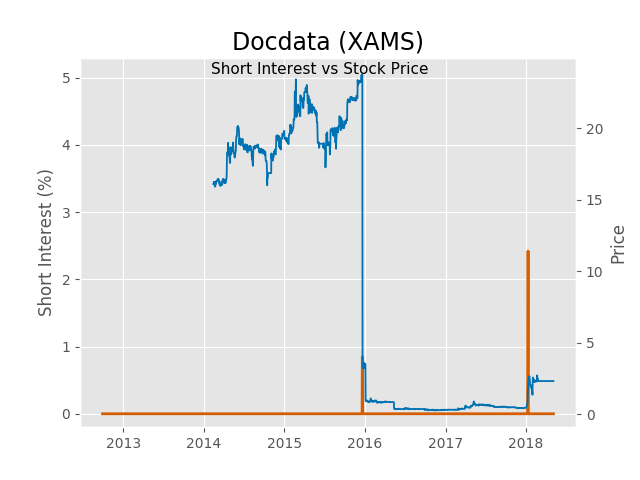 Docdata (XAMS)
Short Interest vs Stock Price
5
4
3
2
1
0
Short Interest (%)
20
15
10
5
0
Price
2013 2014 2015 2016 2017 2018